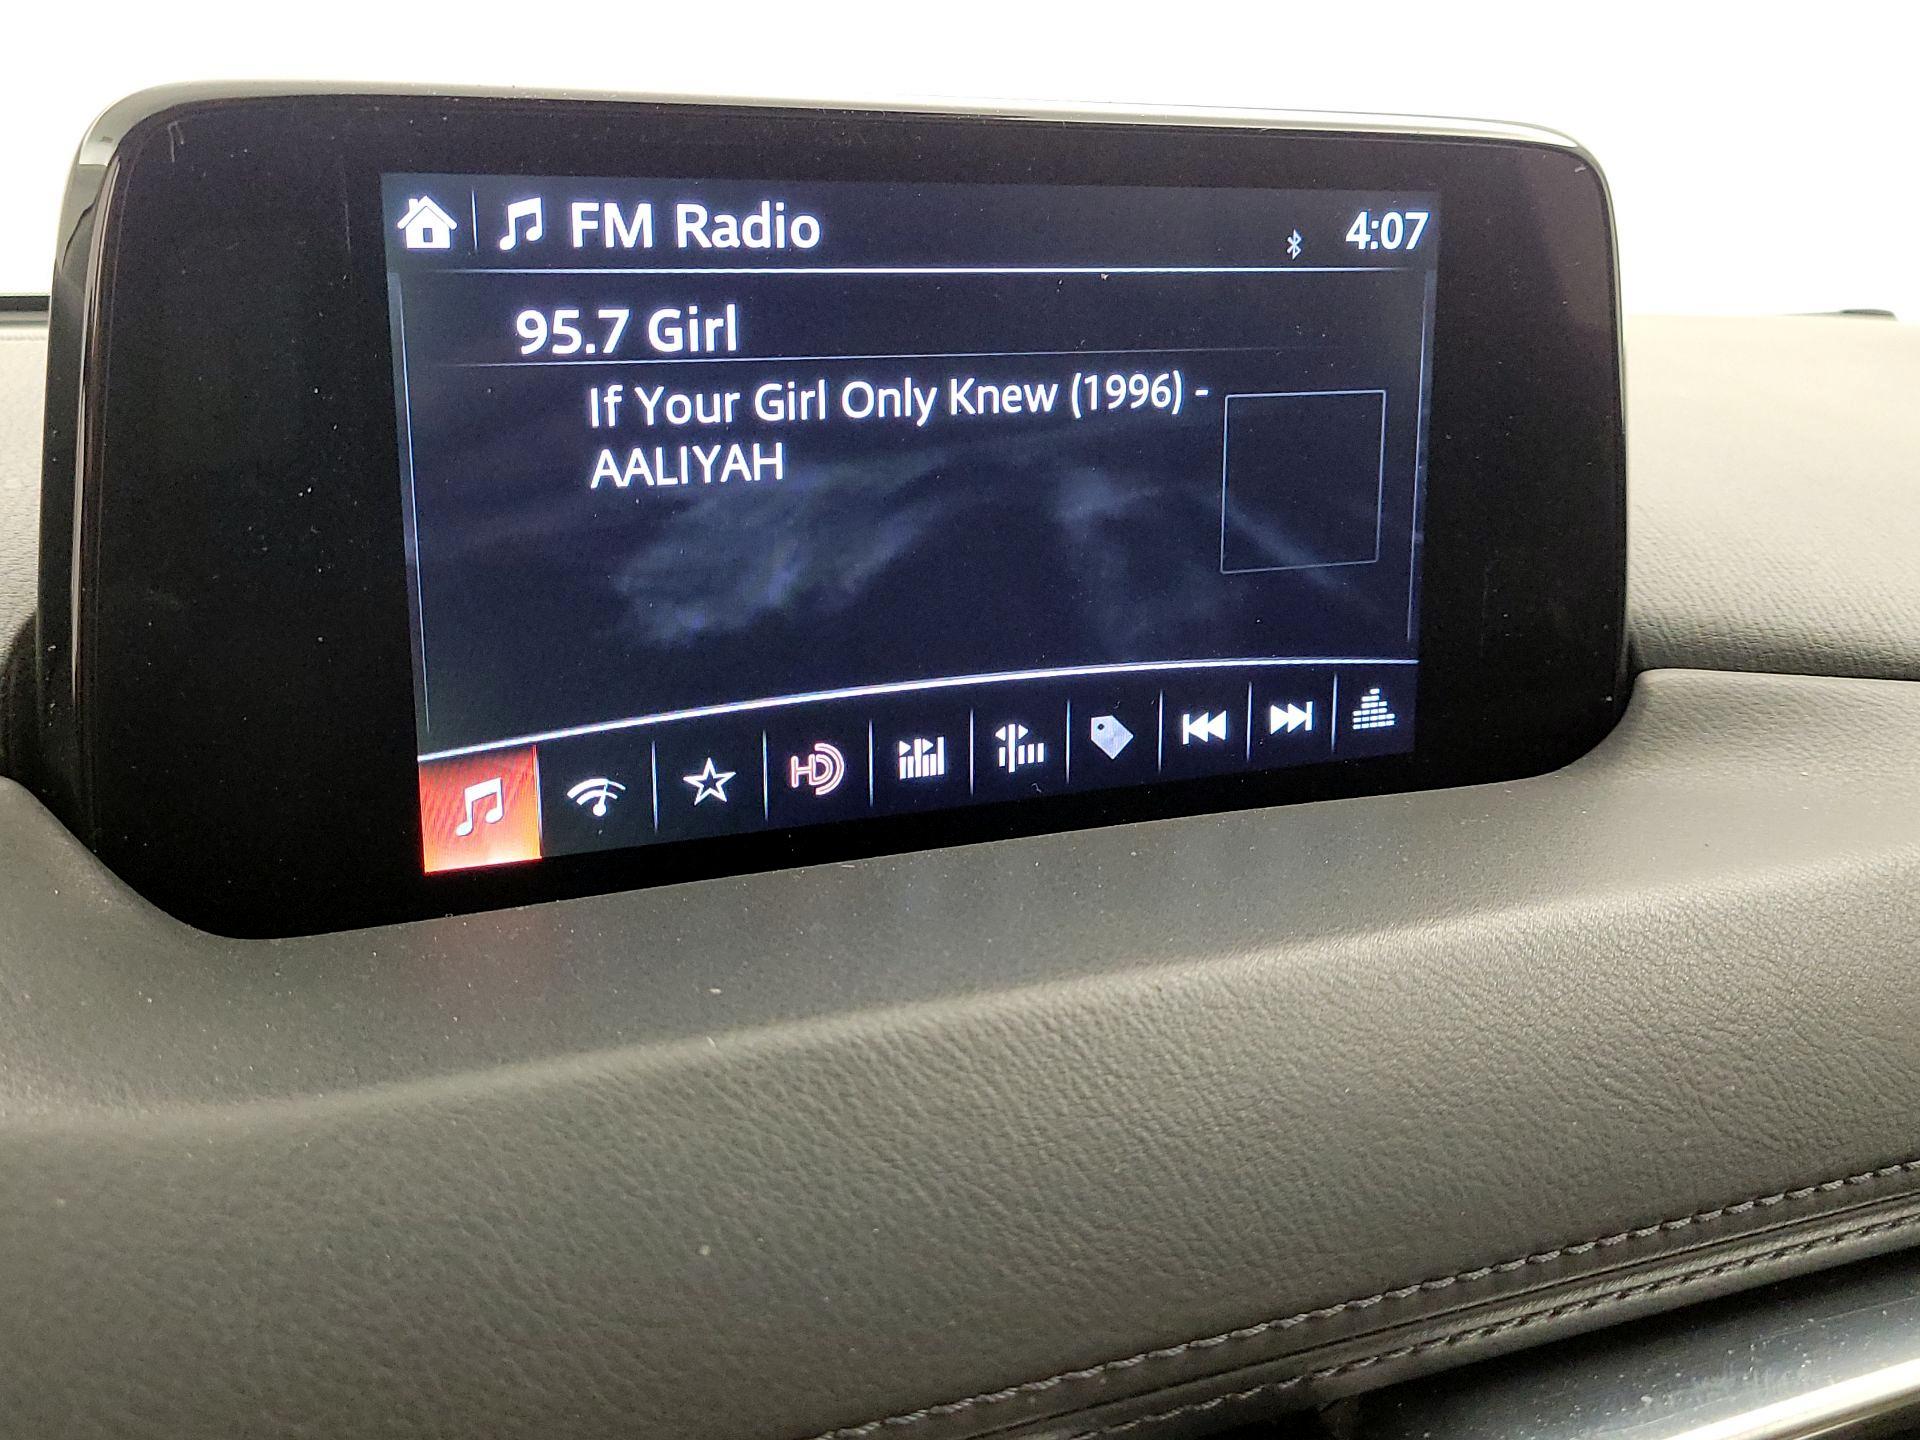 FM Radio
4:07
95.7 Girl
If Your Girl Only Knew (1996) -
AALIYAH
HD